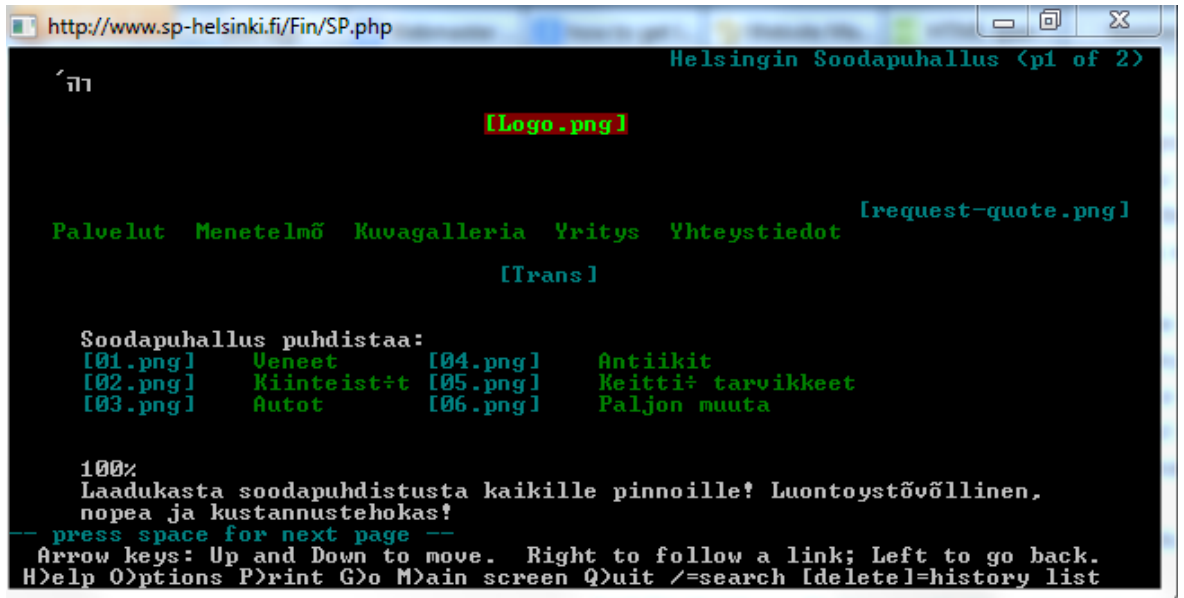 http://www.sp-helsinki.fi/Fin/SP.php
Helsingin Soodapuhallus (p1 of 2)
[Logo.png]
[request-quote.png]
Palvelut Menetelmõ Kuvagalleria Yritys Yhteystiedot
[Trans]
Soodapuhallus puhdistaa:
[01.png] Veneet [04.png] Antiikit
[02.png] Kiinteist÷t [05.png] Keitti÷ tarvikkeet
[03.png] Autot [06.png] Paljon muuta
100%
Laadukasta soodapuhdistusta kaikille pinnoille! Luontoystõvõllinen,
nopea ja kustannustehokas!
-- press space for next page --
Arrow keys: Up and Down to move. Right to follow a link; Left to go back.
H)elp O)ptions P)rint G)o M)ain screen Q)uit /=search [delete]=history list